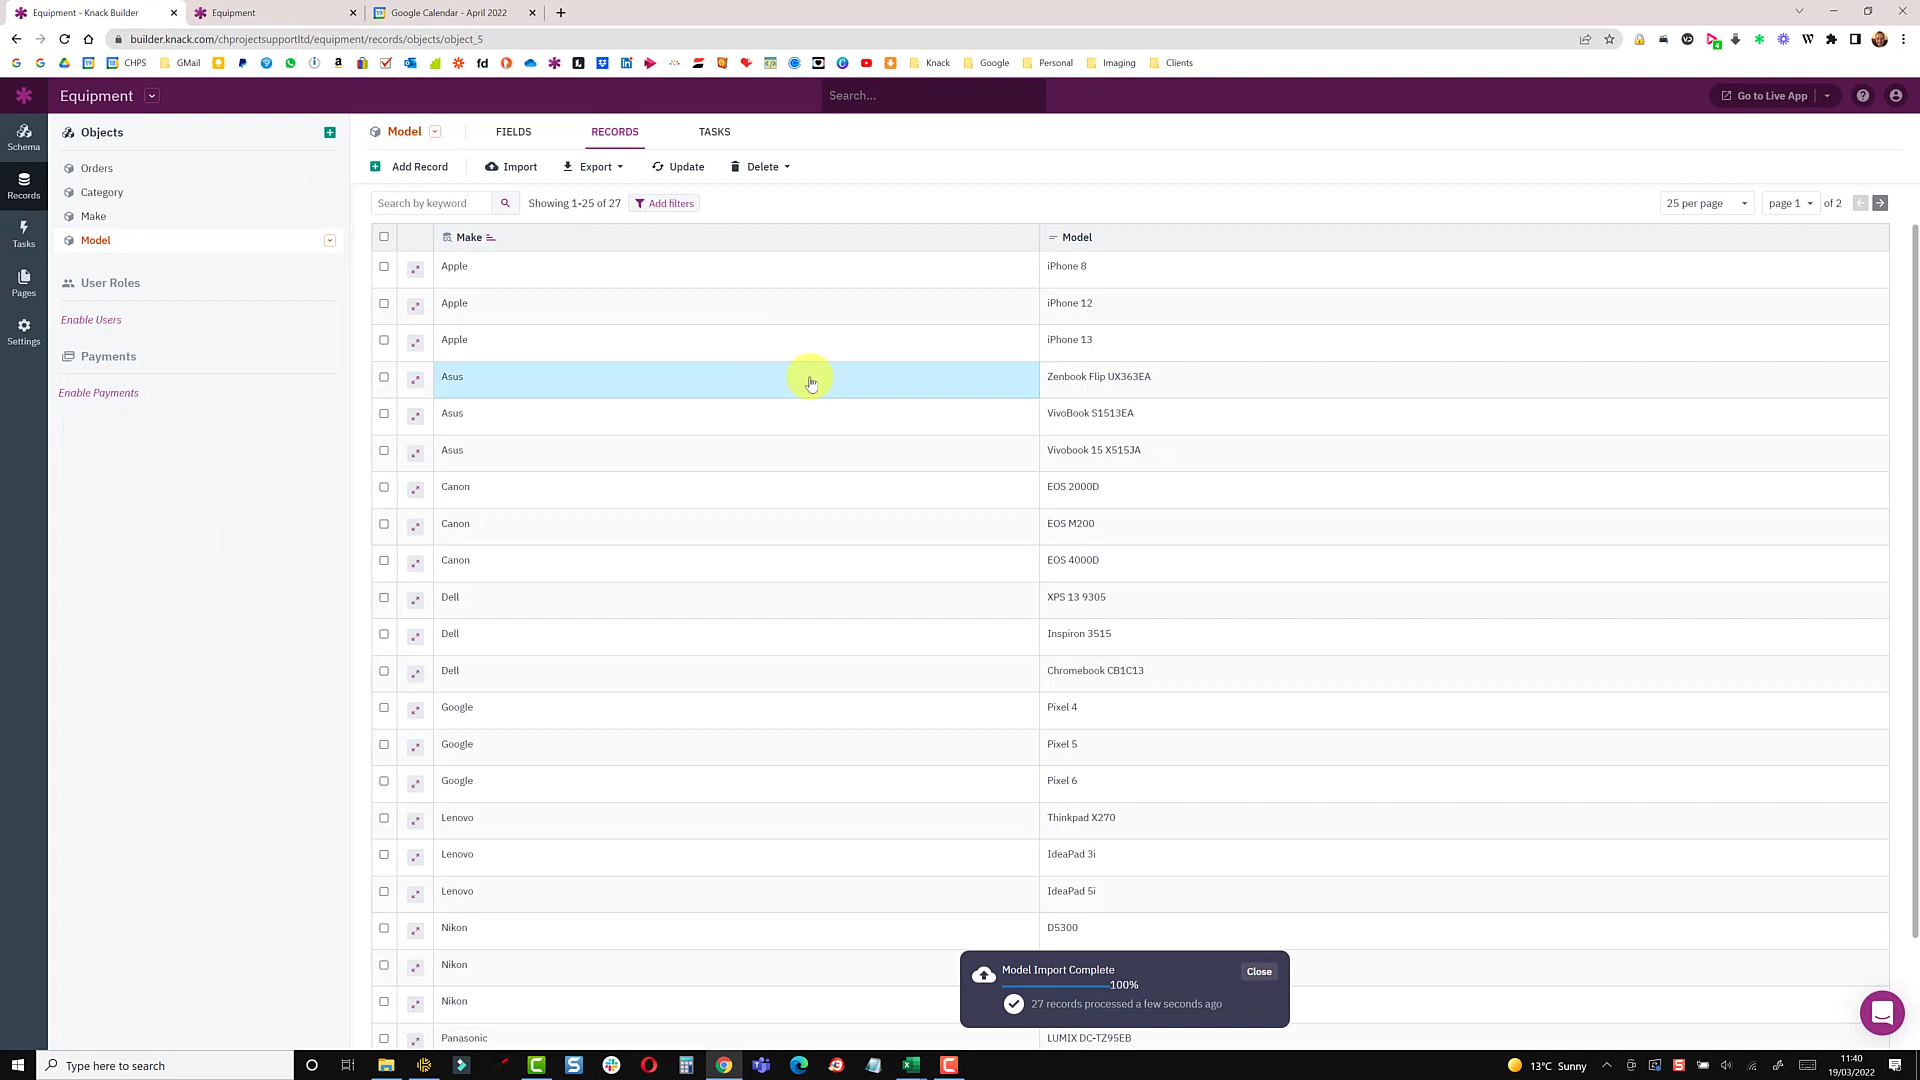 Equipment - Knack Builder
Equipment
Google Calendar - April 2022
builder.knack.com/chprojectsupportltd/equipment/records/objects/object_5
CHPS
GMail
Knack
Google
Personal
Imaging
Clients
Equipment
Search...
Go to Live App
Schema
Records
Tasks
Pages
Settings
Objects
Orders
Category
Make
Model
User Roles
Enable Users
Payments
Enable Payments
Model
FIELDS
RECORDS
TASKS
Add Record
Import
Export
Update
Delete
Search by keyword
Showing 1-25 of 27
Add filters
25 per page
page 1
of 2
Make
Model
Apple
iPhone 8
Apple
iPhone 12
Apple
iPhone 13
Asus
Zenbook Flip UX363EA
Asus
VivoBook S1513EA
Asus
Vivobook 15 X515JA
Canon
EOS 2000D
Canon
EOS M200
Canon
EOS 4000D
Dell
XPS 13 9305
Dell
Inspiron 3515
Dell
Chromebook CB1C13
Google
Pixel 4
Google
Pixel 5
Google
Pixel 6
Lenovo
Thinkpad X270
Lenovo
IdeaPad 3i
Lenovo
IdeaPad 5i
Nikon
D5300
Nikon
Nikon
Panasonic
LUMIX DC-TZ95EB
Model Import Complete
100%
27 records processed a few seconds ago
Close
Type here to search
13°C Sunny
11:40
19/03/2022